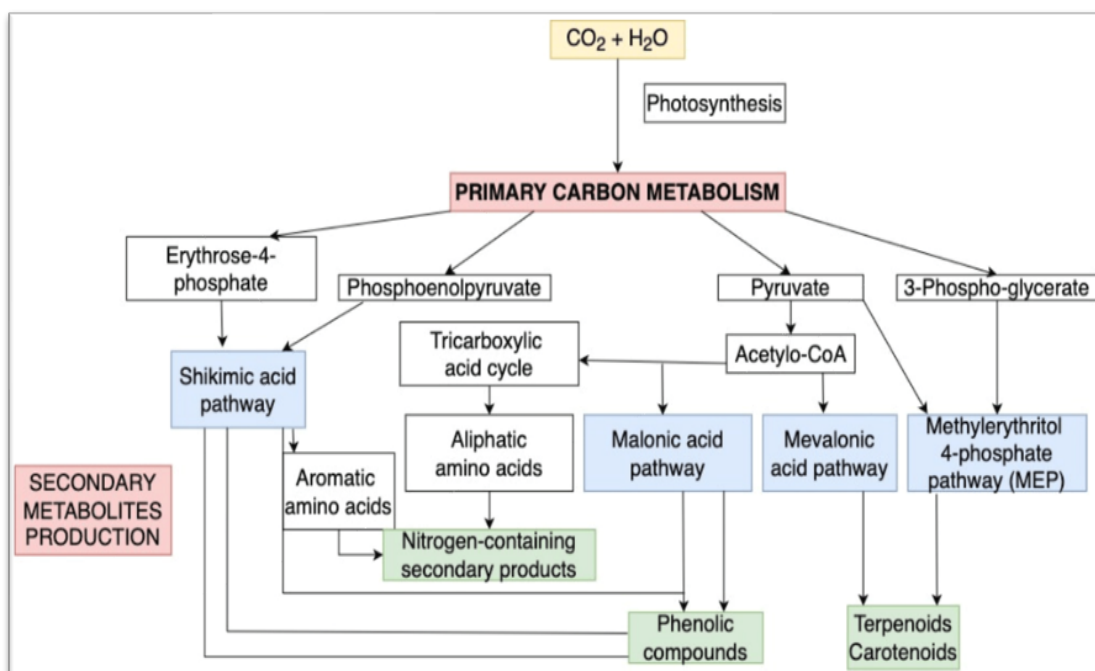 CO₂ + H₂O
Photosynthesis
PRIMARY CARBON METABOLISM
Erythrose-4-
phosphate
Phosphoenolpyruvate
Pyruvate
3-Phospho-glycerate
Tricarboxylic
acid cycle
Acetylo-CoA
Shikimic acid
pathway
Aliphatic
amino acids
Malonic acid
pathway
Mevalonic
acid pathway
Methylerythritol
4-phosphate
pathway (MEP)
SECONDARY
METABOLITES
PRODUCTION
Aromatic
amino acids
Nitrogen-containing
secondary products
Phenolic
compounds
Terpenoids
Carotenoids